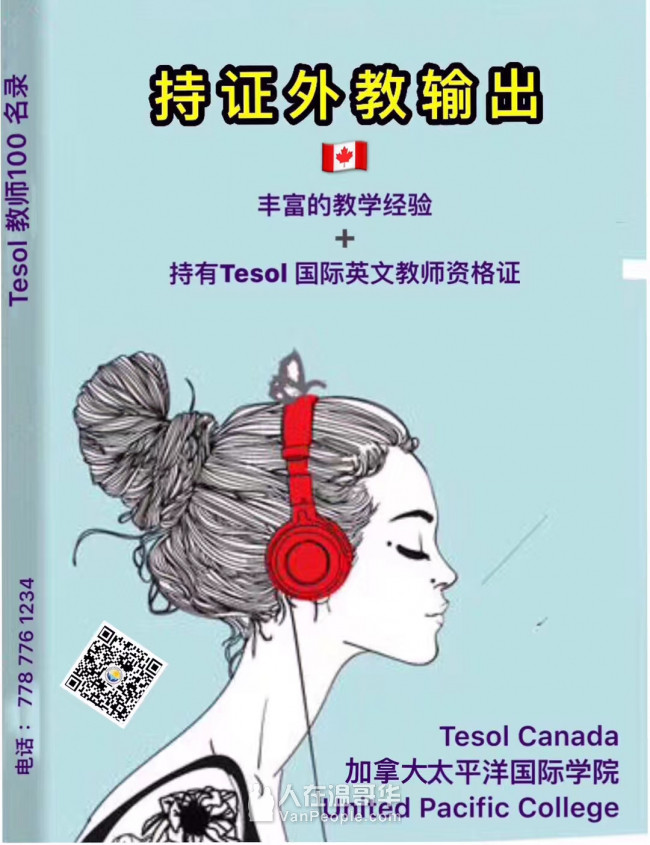 持证外教输出
丰富的教学经验
+
持有Tesol 国际英文教师资格证
Tesol 教师100 名录
电话： 778 776 1234
Tesol Canada
加拿大太平洋国际学院
United Pacific College
人在温哥华
VanPeople.com